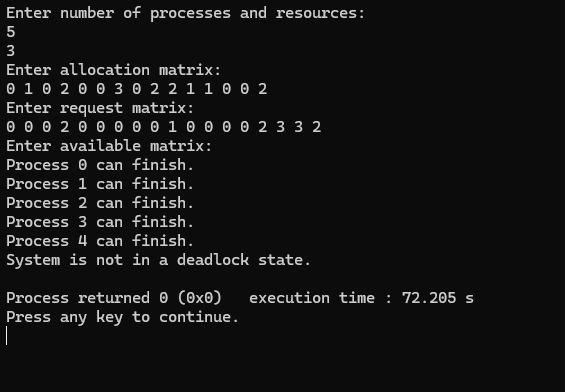 Enter number of processes and resources:
5
3
Enter allocation matrix:
0 1 0 2 0 0 3 0 2 2 1 1 0 0 2
Enter request matrix:
0 0 0 2 0 0 0 0 0 1 0 0 0 0 2 3 3 2
Enter available matrix:
Process 0 can finish.
Process 1 can finish.
Process 2 can finish.
Process 3 can finish.
Process 4 can finish.
System is not in a deadlock state.
Process returned 0 (0x0)   execution time : 72.205 s
Press any key to continue.